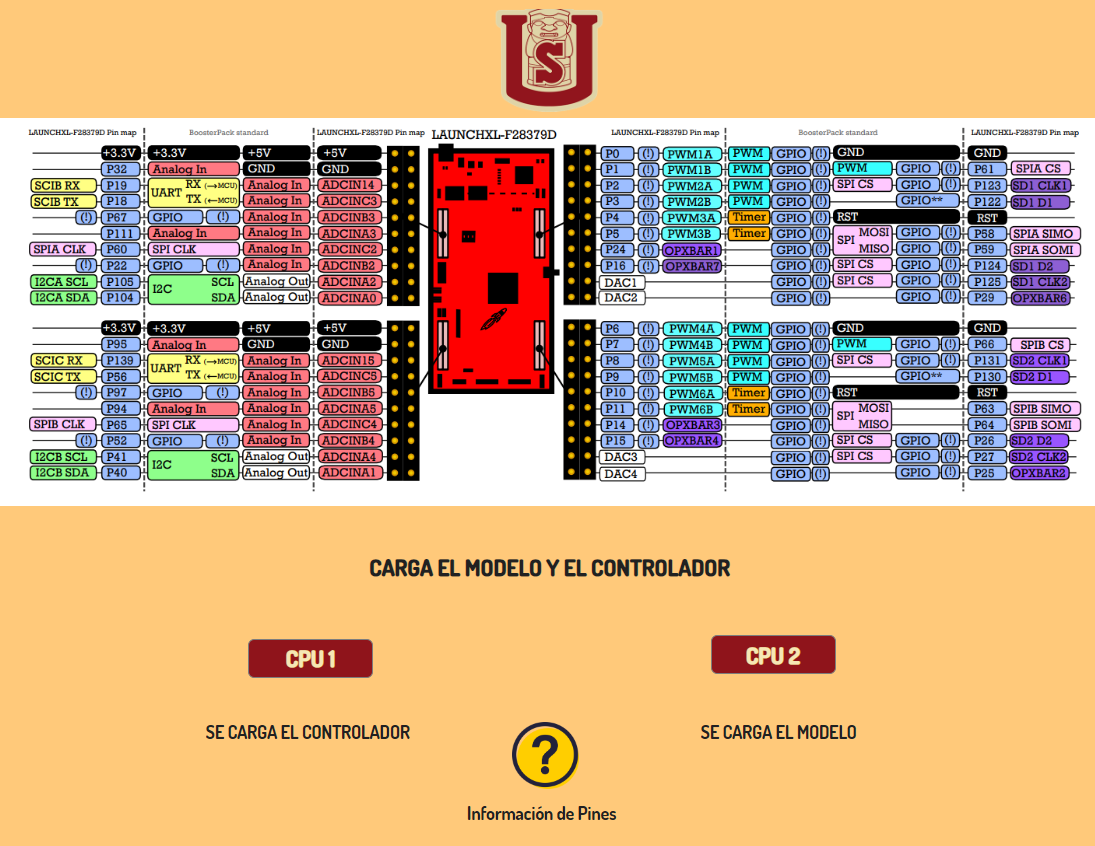 US
LAUNCHXL-F28379D Pin map BoosterPack standard LAUNCHXL-F28379D Pin map LAUNCHXL-F28379D LAUNCHXL-F28379D Pin map BoosterPack standard LAUNCHXL-F28379D Pin map
+3.3V +3.3V +5V +5V P0 (!) PWM1A PWM GPIO (!) GND GND
P32 Analog In GND GND P1 (!) PWM1B PWM GPIO (!) PWM GPIO (!) P61 SPIA CS
SCIB RX P19 UART RX (→MCU) Analog In ADCIN14 P2 (!) PWM2A PWM GPIO (!) SPI CS GPIO (!) P123 SD1 CLK1
SCIB TX P18 TX (←MCU) Analog In ADCINC3 P3 (!) PWM2B PWM GPIO (!) GPIO** P122 SD1 D1
(!) P67 GPIO (!) Analog In ADCINB3 P4 (!) PWM3A Timer GPIO (!) RST RST
P111 Analog In Analog In ADCINA3 P5 (!) PWM3B Timer GPIO (!) SPI MOSI GPIO (!) P58 SPIA SIMO
SPIA CLK P60 SPI CLK Analog In ADCINC2 P24 (!) OPXBAR1 GPIO (!) MISO GPIO (!) P59 SPIA SOMI
(!) P22 GPIO (!) Analog In ADCINB2 P16 (!) OPXBAR7 GPIO (!) SPI CS GPIO (!) P124 SD1 D2
I2CA SCL P105 I2C SCL Analog Out ADCINA2 DAC1 GPIO (!) SPI CS GPIO (!) P125 SD1 CLK2
I2CA SDA P104 SDA Analog Out ADCINA0 DAC2 GPIO (!) GPIO (!) P29 OPXBAR6
+3.3V +3.3V +5V +5V P6 (!) PWM4A PWM GPIO (!) GND GND
P95 Analog In GND GND P7 (!) PWM4B PWM GPIO (!) PWM GPIO (!) P66 SPIB CS
SCIC RX P139 UART RX (→MCU) Analog In ADCIN15 P8 (!) PWM5A PWM GPIO (!) SPI CS GPIO (!) P131 SD2 CLK1
SCIC TX P56 TX (←MCU) Analog In ADCINC5 P9 (!) PWM5B PWM GPIO (!) GPIO** P130 SD2 D1
(!) P97 GPIO (!) Analog In ADCINB5 P10 (!) PWM6A Timer GPIO (!) RST RST
P94 Analog In Analog In ADCINA5 P11 (!) PWM6B Timer GPIO (!) SPI MOSI P63 SPIB SIMO
SPIB CLK P65 SPI CLK Analog In ADCINC4 P14 (!) OPXBAR3 GPIO (!) MISO P64 SPIB SOMI
(!) P52 GPIO (!) Analog In ADCINB4 P15 (!) OPXBAR4 GPIO (!) SPI CS GPIO (!) P26 SD2 D2
I2CB SCL P41 I2C SCL Analog Out ADCINA4 DAC3 GPIO (!) SPI CS GPIO (!) P27 SD2 CLK2
I2CB SDA P40 SDA Analog Out ADCINA1 DAC4 GPIO (!) GPIO (!) P25 OPXBAR2
CARGA EL MODELO Y EL CONTROLADOR
CPU 1 CPU 2
SE CARGA EL CONTROLADOR SE CARGA EL MODELO
?
Información de Pines